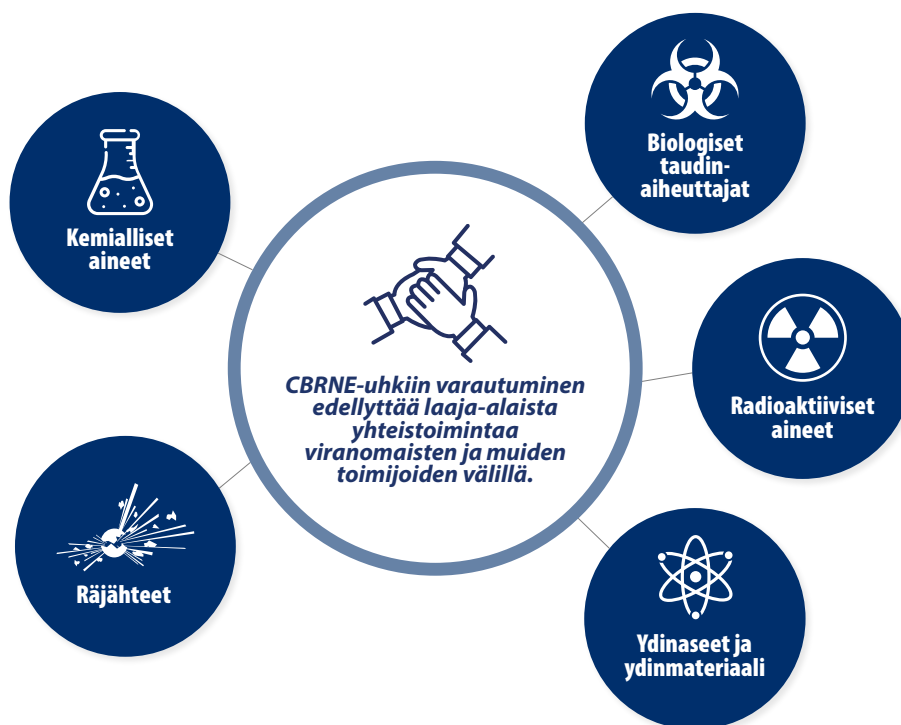 Kemialliset
aineet
Biologiset
taudin-
aiheuttajat
CBRNE-uhkiin varautuminen
edellyttää laaja-alaista
yhteistoimintaa
viranomaisten ja muiden
toimijoiden välillä.
Radioaktiiviset
aineet
Räjähteet
Ydinaseet ja
ydinmateriaali